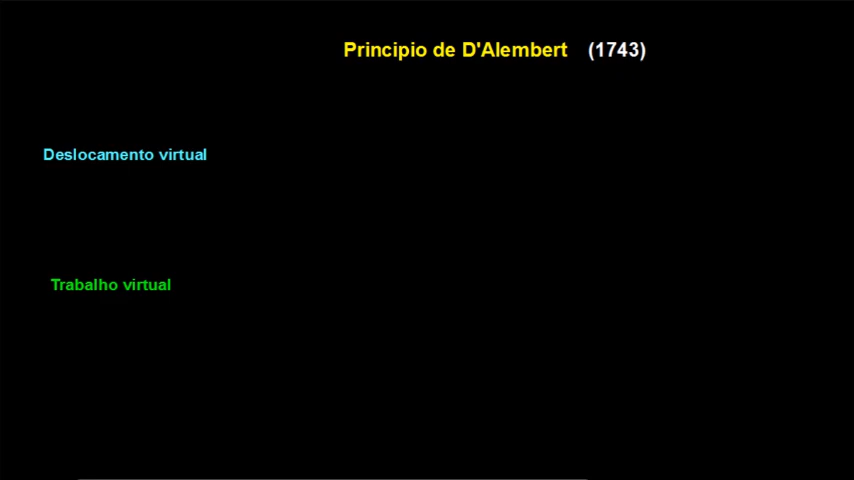 Principio de D'Alembert (1743)
Deslocamento virtual
Trabalho virtual